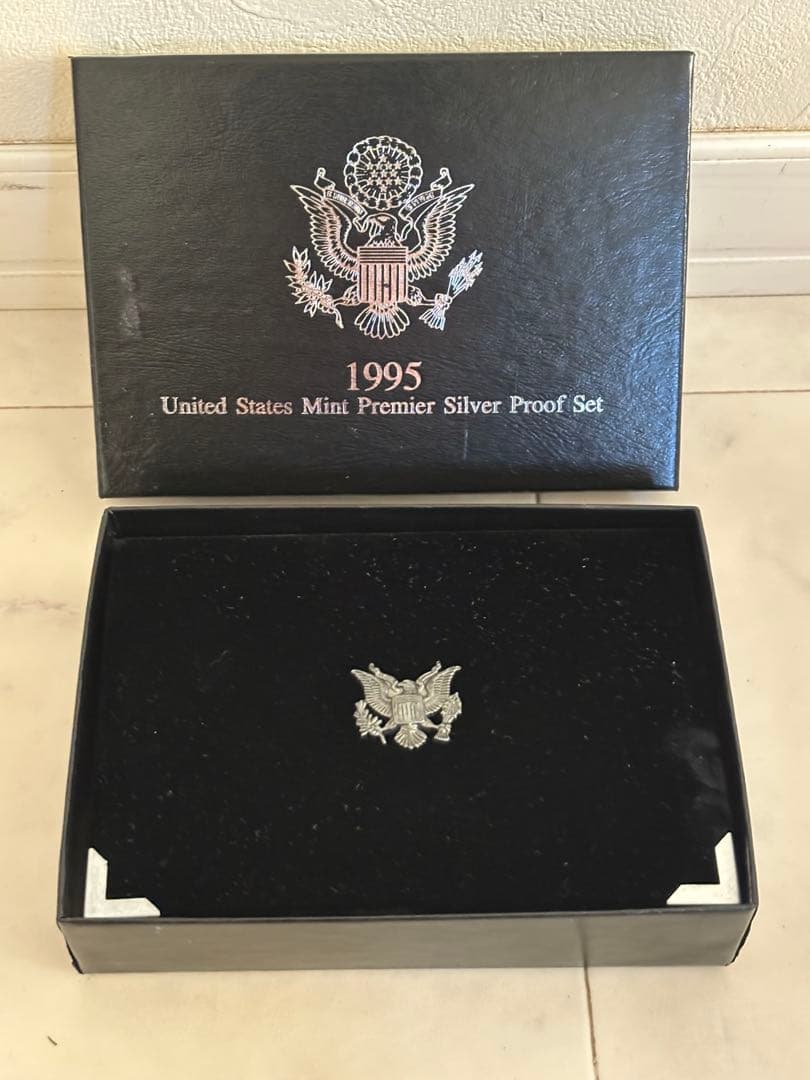 1995
United States Mint Premier Silver Proof Set